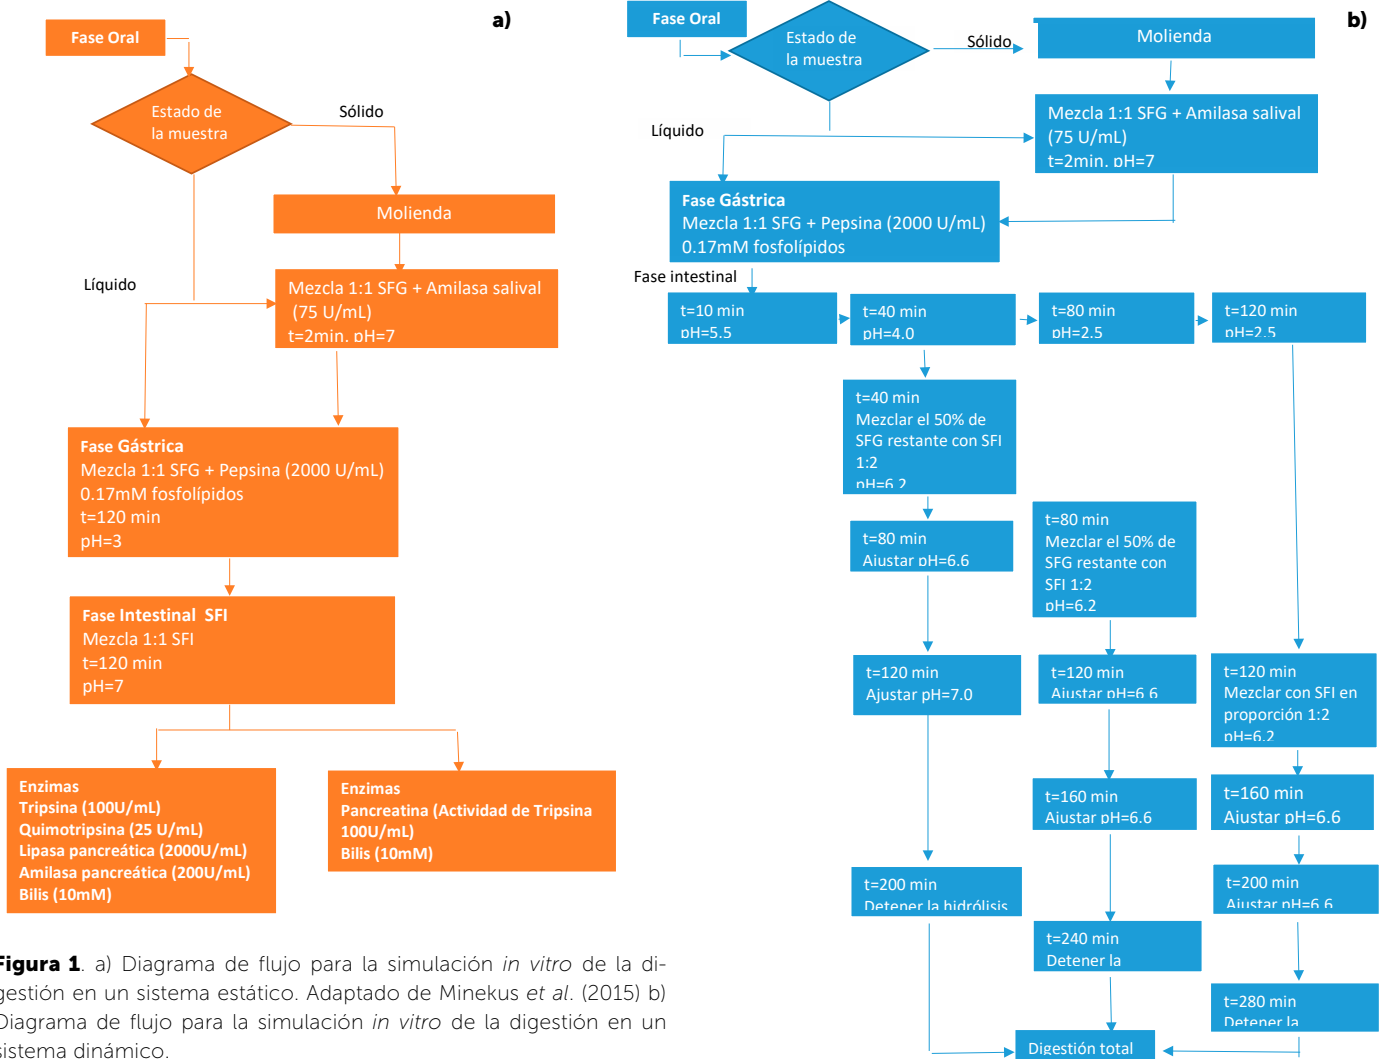 a)
Fase Oral
Estado de
la muestra
Sólido
Molienda
Líquido
Mezcla 1:1 SFG + Amilasa salival
(75 U/mL)
t=2min. pH=7
Fase Gástrica
Mezcla 1:1 SFG + Pepsina (2000 U/mL)
0.17mM fosfolípidos
t=120 min
pH=3
Fase Intestinal SFI
Mezcla 1:1 SFI
t=120 min
pH=7
Enzimas
Tripsina (100U/mL)
Quimotripsina (25 U/mL)
Lipasa pancreática (2000U/mL)
Amilasa pancreática (200U/mL)
Bilis (10mM)
Enzimas
Pancreatina (Actividad de Tripsina
100U/mL)
Bilis (10mM)
b)
Fase Oral
Estado de
la muestra
Sólido
Molienda
Líquido
Mezcla 1:1 SFG + Amilasa salival
(75 U/mL)
t=2min. pH=7
Fase Gástrica
Mezcla 1:1 SFG + Pepsina (2000 U/mL)
0.17mM fosfolípidos
Fase intestinal
t=10 min
pH=5.5
t=40 min
pH=4.0
t=80 min
pH=2.5
t=120 min
pH=2.5
t=40 min
Mezclar el 50% de
SFG restante con SFI
1:2
pH=6.2
t=80 min
Ajustar pH=6.6
t=120 min
Ajustar pH=7.0
t=200 min
Detener la hidrólisis
t=80 min
Mezclar el 50% de
SFG restante con
SFI 1:2
pH=6.2
t=120 min
Ajustar pH=6.6
t=160 min
Ajustar pH=6.6
t=240 min
Detener la
t=120 min
Mezclar con SFI en
proporción 1:2
pH=6.2
t=160 min
Ajustar pH=6.6
t=200 min
Ajustar pH=6.6
t=280 min
Detener la
Digestión total
Figura 1. a) Diagrama de flujo para la simulación in vitro de la di-
gestión en un sistema estático. Adaptado de Minekus et al. (2015) b)
Diagrama de flujo para la simulación in vitro de la digestión en un
sistema dinámico.